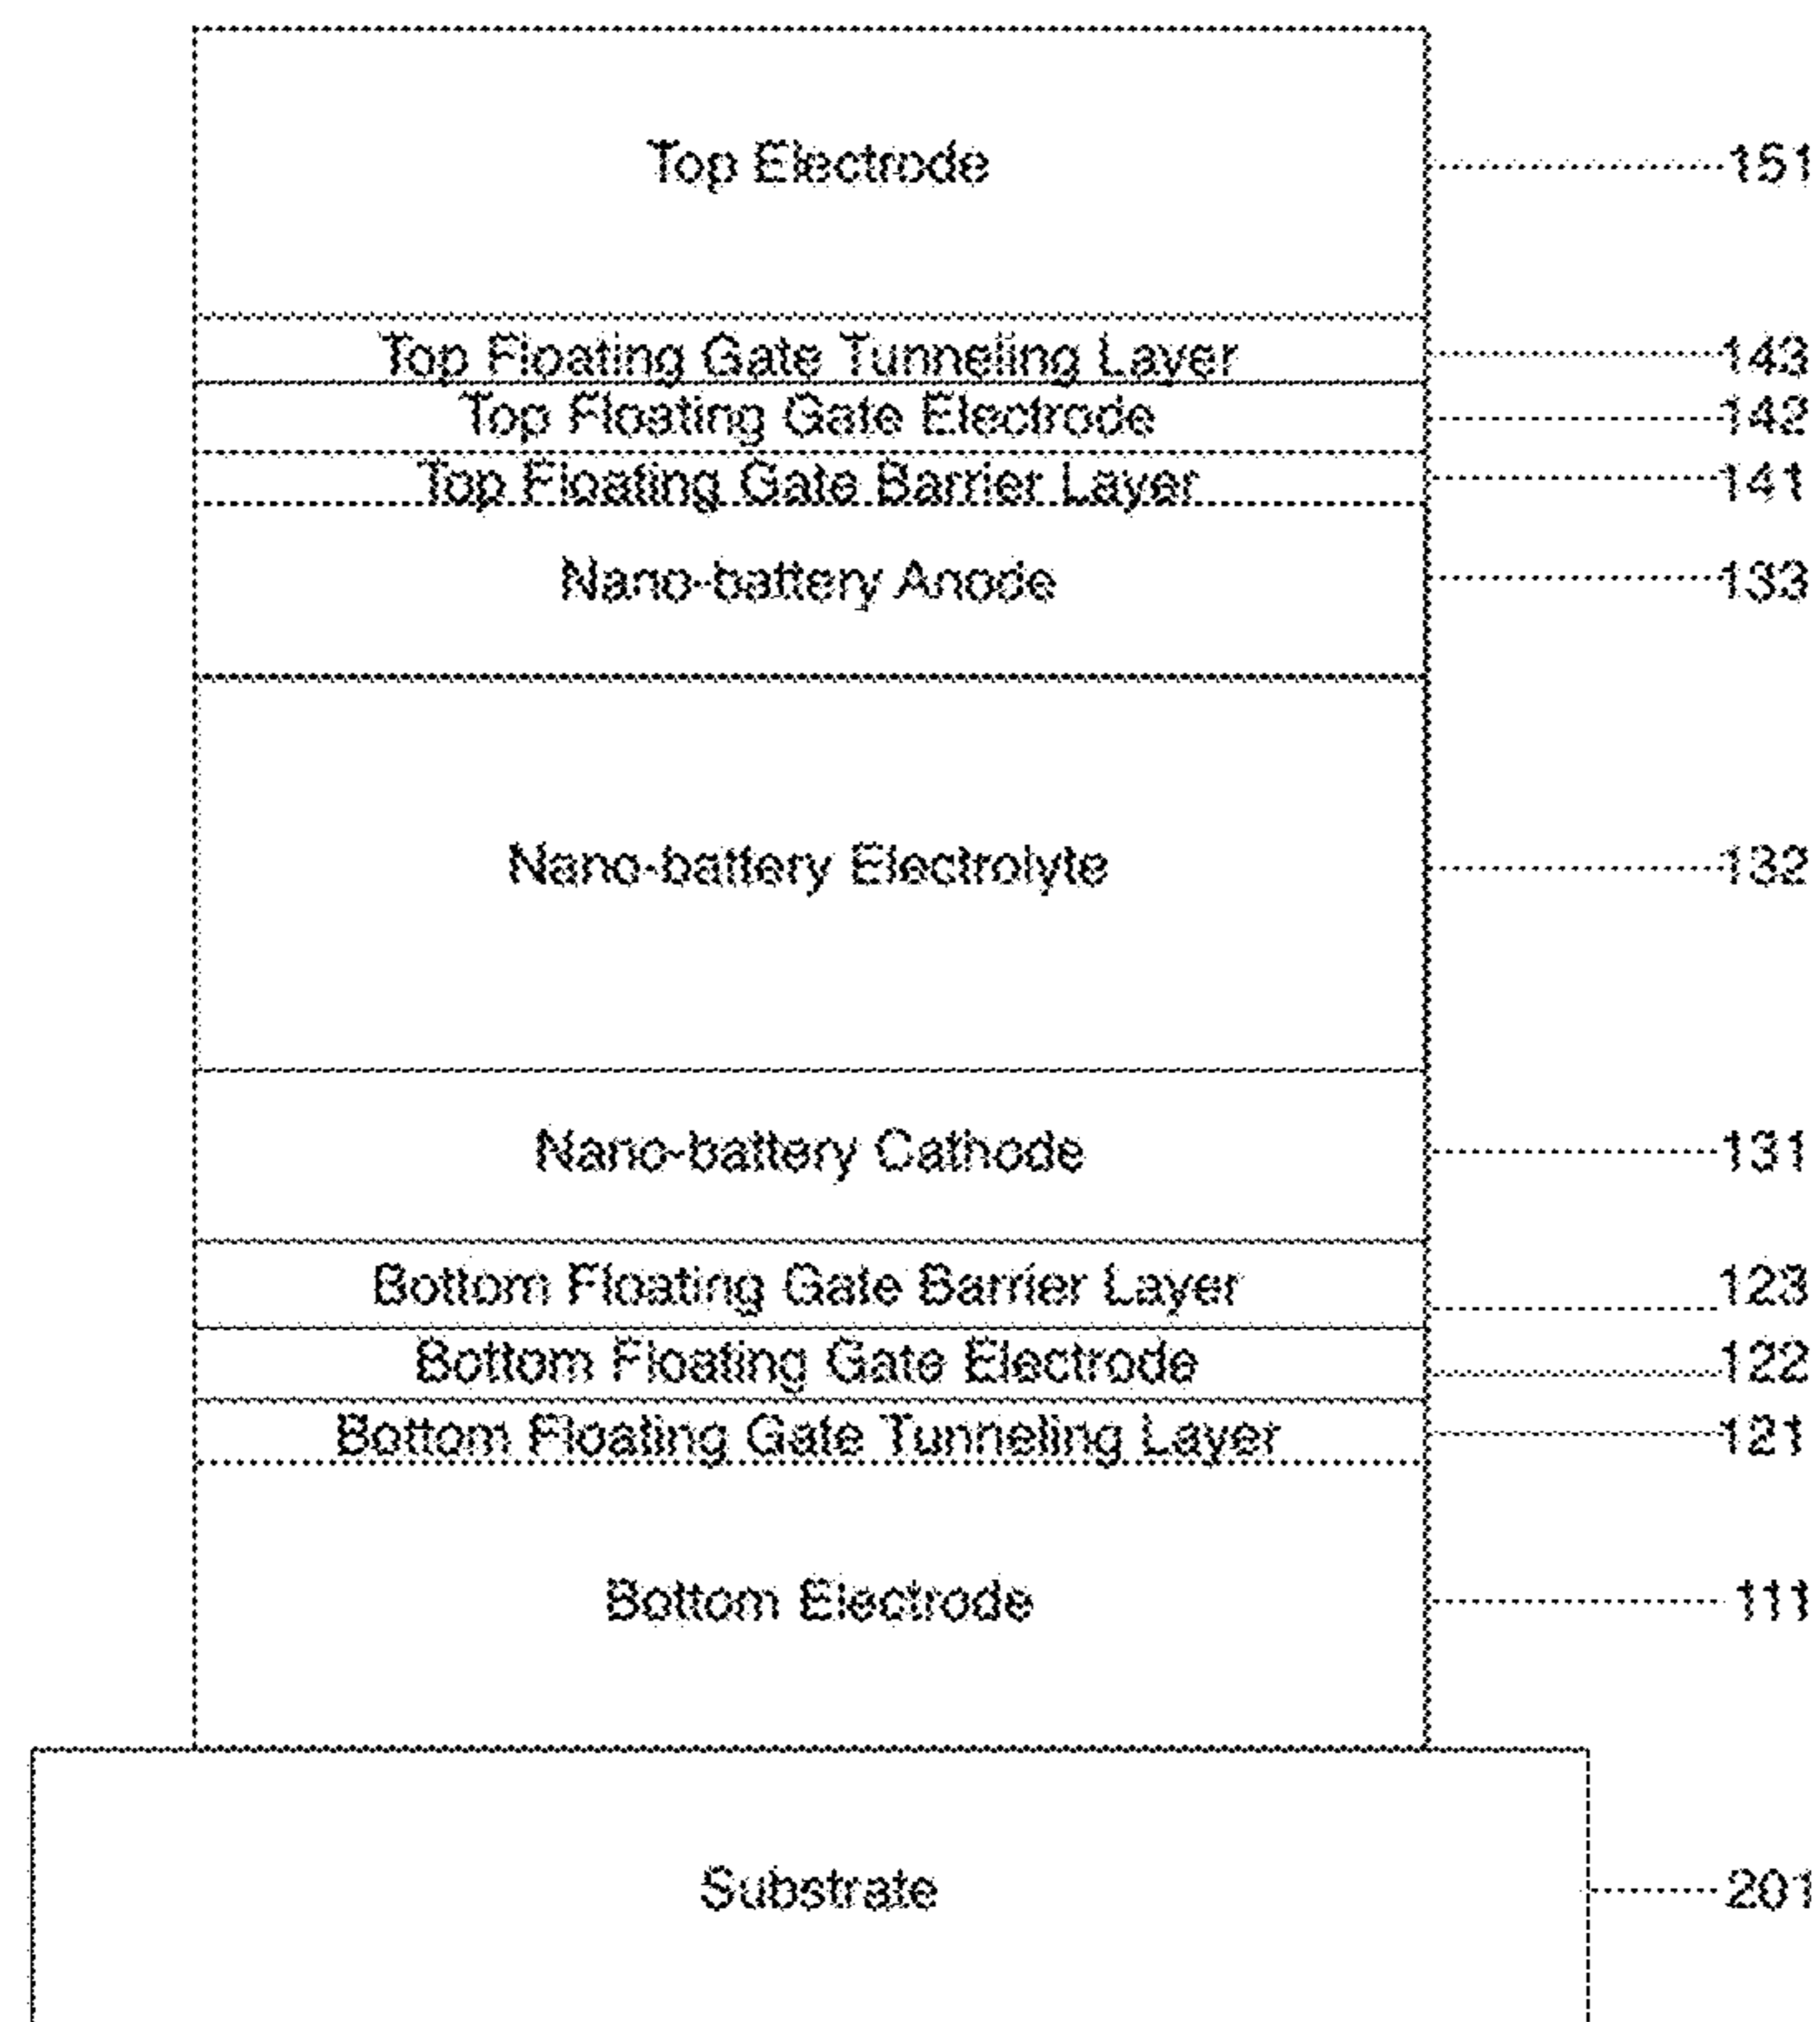 Top Electrode 151
Top Floating Gate Tunneling Layer 143
Top Floating Gate Electrode 142
Top Floating Gate Barrier Layer 141
Nano-battery Anode 133
Nano-battery Electrolyte 132
Nano-battery Cathode 131
Bottom Floating Gate Barrier Layer 123
Bottom Floating Gate Electrode 122
Bottom Floating Gate Tunneling Layer 121
Bottom Electrode 111
Substrate 201